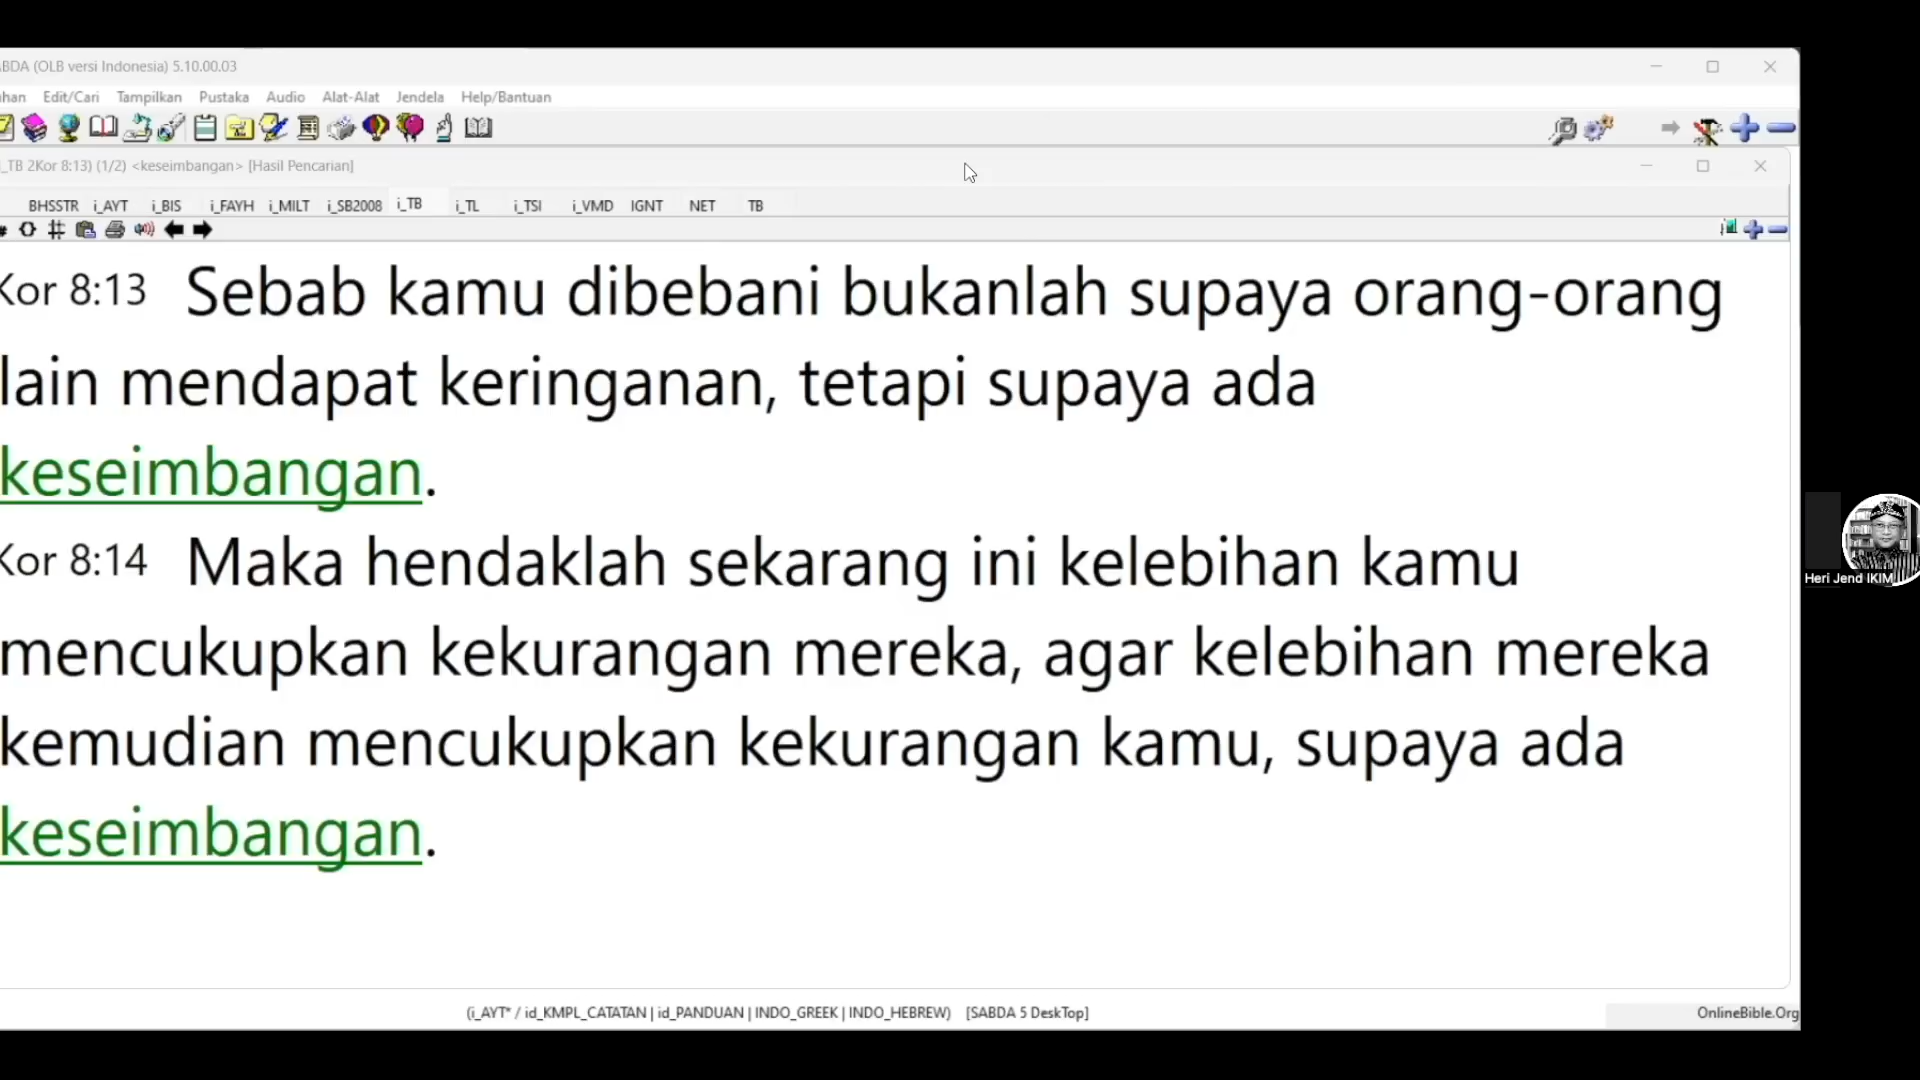 BDA (OLB versi Indonesia) 5.10.00.03
han Edit/Cari Tampilkan Pustaka Audio Alat-Alat Jendela Help/Bantuan
i_TB 2Kor 8:13) (1/2) <keseimbangan> [Hasil Pencarian]
BHSSTR i_AYT i_BIS i_FAYH i_MILT i_SB2008 i_TB i_TL i_TSI i_VMD IGNT NET TB
Kor 8:13 Sebab kamu dibebani bukanlah supaya orang-orang
lain mendapat keringanan, tetapi supaya ada
keseimbangan.
Kor 8:14 Maka hendaklah sekarang ini kelebihan kamu
mencukupkan kekurangan mereka, agar kelebihan mereka
kemudian mencukupkan kekurangan kamu, supaya ada
keseimbangan.
Heri Jend IKIM
(i_AYT* / id_KMPL_CATATAN | id_PANDUAN | INDO_GREEK | INDO_HEBREW) [SABDA 5 DeskTop]
OnlineBible.Org